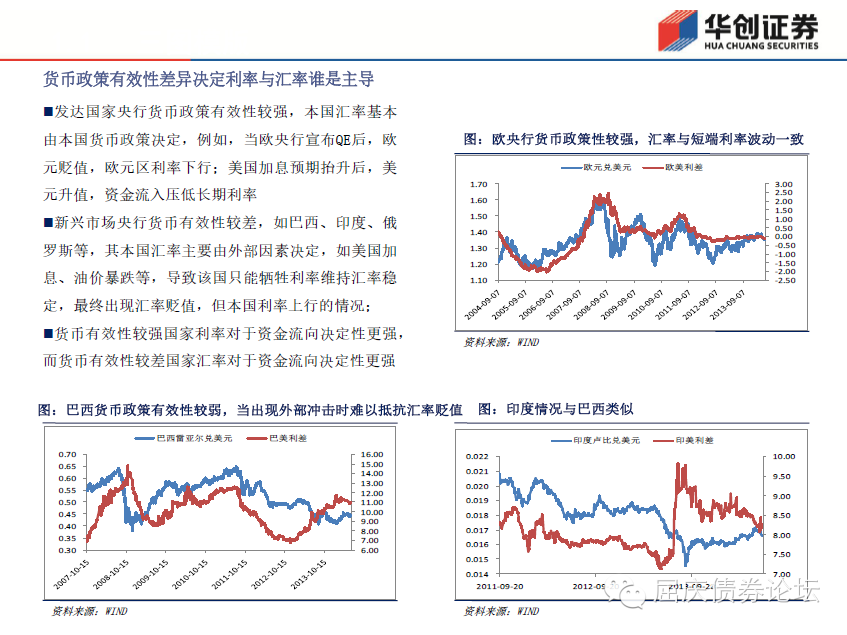 华创证券
HUA CHUANG SECURITIES
货币政策有效性差异决定利率与汇率谁是主导
■发达国家央行货币政策有效性较强，本国汇率基本
由本国货币政策决定，例如，当欧央行宣布QE后，欧
元贬值，欧元区利率下行；美国加息预期抬升后，美
元升值，资金流入压低长期利率
■新兴市场央行货币有效性较差，如巴西、印度、俄
罗斯等，其本国汇率主要由外部因素决定，如美国加
息、油价暴跌等，导致该国只能牺牲利率维持汇率稳
定，最终出现汇率贬值，但本国利率上行的情况；
■货币有效性较强国家利率对于资金流向决定性更强，
而货币有效性较差国家汇率对于资金流向决定性更强
图：欧央行货币政策性较强，汇率与短端利率波动一致
欧元兑美元 欧美利差
1.70 3.00
2.50
1.60 2.00
1.50 1.50
1.00
1.40 0.50
0.00
1.30 -0.50
-1.00
1.20 -1.50
-2.00
1.10 -2.50
2004-09-07 2005-09-07 2006-09-07 2007-09-07 2008-09-07 2009-09-07 2010-09-07 2011-09-07 2012-09-07 2013-09-07
资料来源：WIND
图：巴西货币政策有效性较弱，当出现外部冲击时难以抵抗汇率贬值
巴西雷亚尔兑美元 巴美利差
0.70 16.00
0.65 15.00
14.00
0.60 13.00
0.55 12.00
0.50 11.00
0.45 10.00
9.00
0.40 8.00
0.35 7.00
0.30 6.00
2007-10-15 2008-10-15 2009-10-15 2010-10-15 2011-10-15 2012-10-15 2013-10-15
资料来源：WIND
图：印度情况与巴西类似
印度卢比兑美元 印美利差
0.022 10.00
0.021 9.50
0.020 9.00
0.019
0.018 8.50
0.017 8.00
0.016
0.015 7.50
0.014 7.00
2011-09-20 2012-09 2013-09-2
资料来源：WIND
屈庆债券论坛